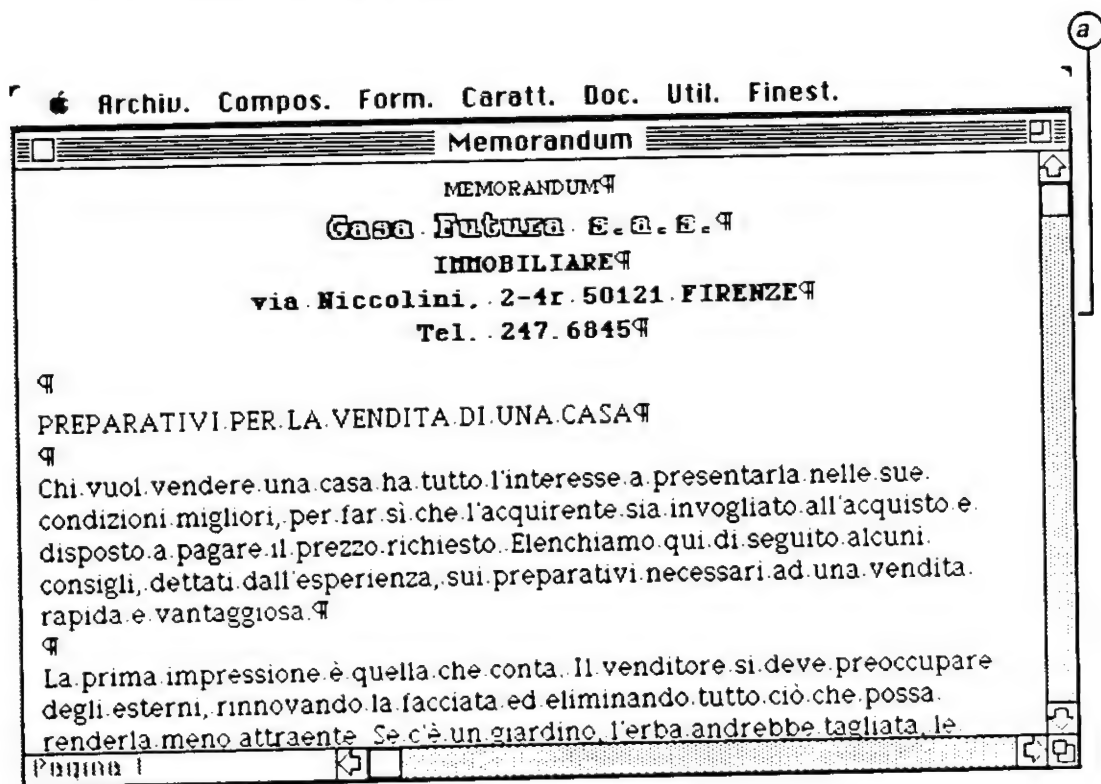 a
Archiv. Compos. Form. Caratt. Doc. Util. Finest.
Memorandum
MEMORANDUM¶
Casa Futura s.a.s.¶
IMMOBILIARE¶
via Niccolini, 2-4r 50121 FIRENZE¶
Tel. 247.6845¶
¶
PREPARATIVI PER LA VENDITA DI UNA CASA¶
¶
Chi vuol vendere una casa ha tutto l'interesse a presentarla nelle sue
condizioni migliori, per far sì che l'acquirente sia invogliato all'acquisto e
disposto a pagare il prezzo richiesto. Elenchiamo qui di seguito alcuni
consigli, dettati dall'esperienza, sui preparativi necessari ad una vendita
rapida e vantaggiosa.¶
¶
La prima impressione è quella che conta. Il venditore si deve preoccupare
degli esterni, rinnovando la facciata ed eliminando tutto ciò che possa
renderla meno attraente. Se c'è un giardino, l'erba andrebbe tagliata, le
Pagina 1